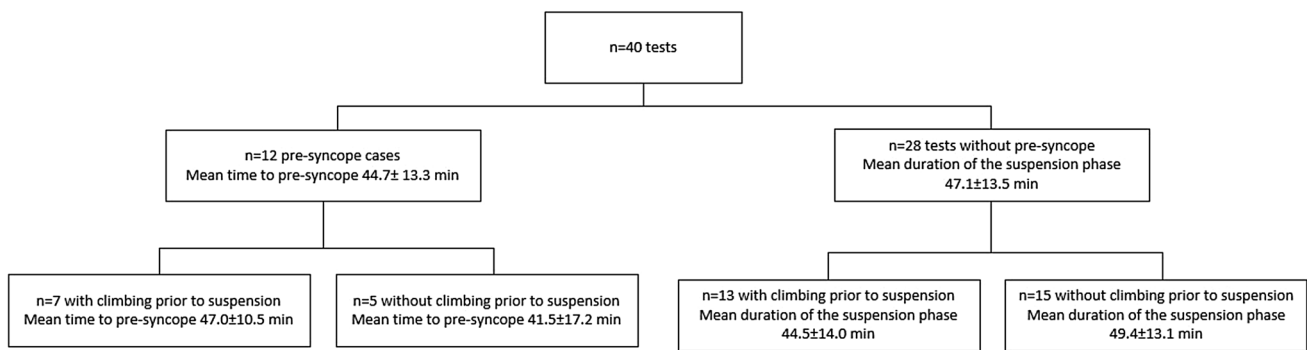 n=40 tests
n=12 pre-syncope cases
Mean time to pre-syncope 44.7± 13.3 min
n=28 tests without pre-syncope
Mean duration of the suspension phase
47.1±13.5 min
n=7 with climbing prior to suspension
Mean time to pre-syncope 47.0±10.5 min
n=5 without climbing prior to suspension
Mean time to pre-syncope 41.5±17.2 min
n=13 with climbing prior to suspension
Mean duration of the suspension phase
44.5±14.0 min
n=15 without climbing prior to suspension
Mean duration of the suspension phase
49.4±13.1 min